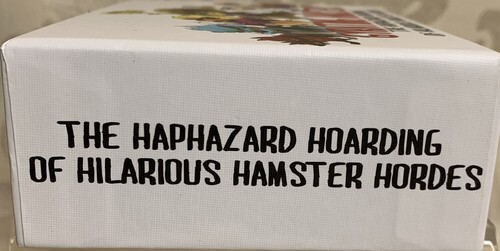 THE HAPHAZARD HOARDING
OF HILARIOUS HAMSTER HORDES